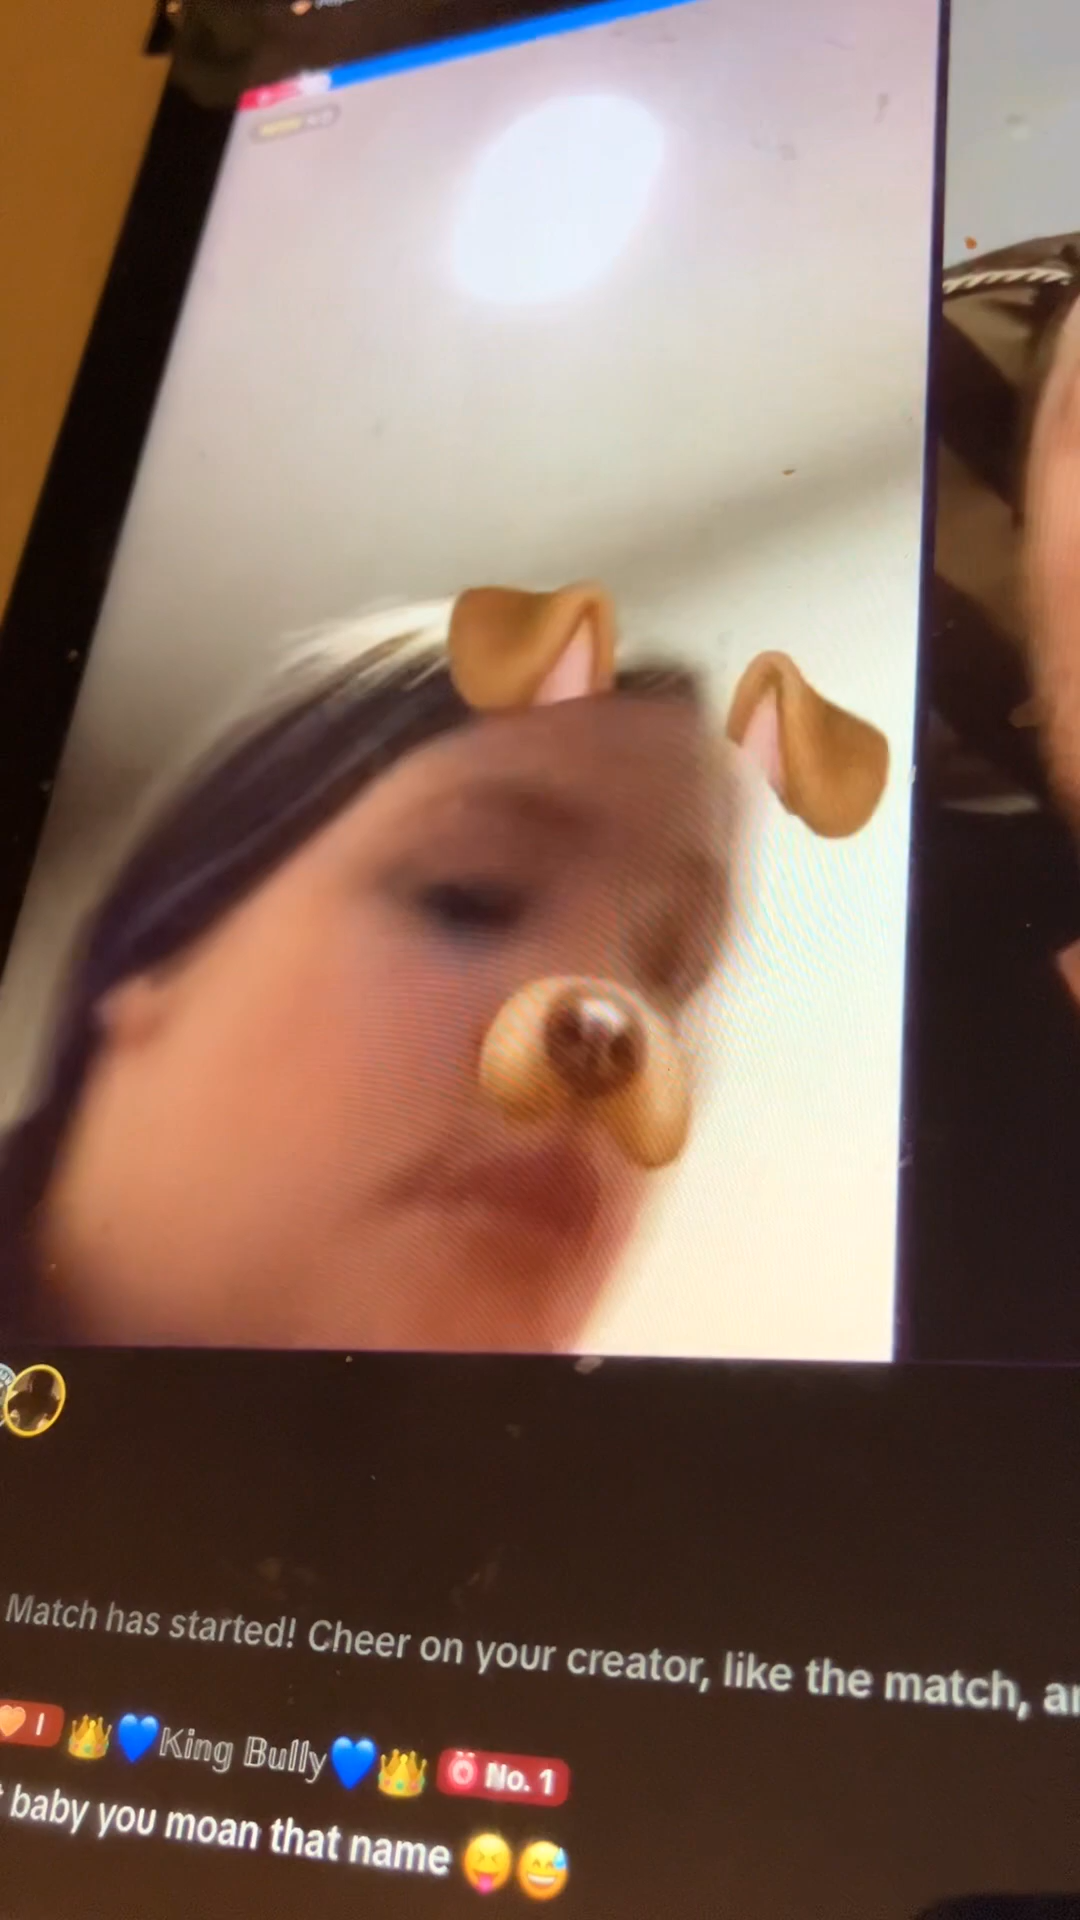 Match has started! Cheer on your creator, like the match,
I 👑💙King Bully💙👑 No. 1
baby you moan that name 😝😅